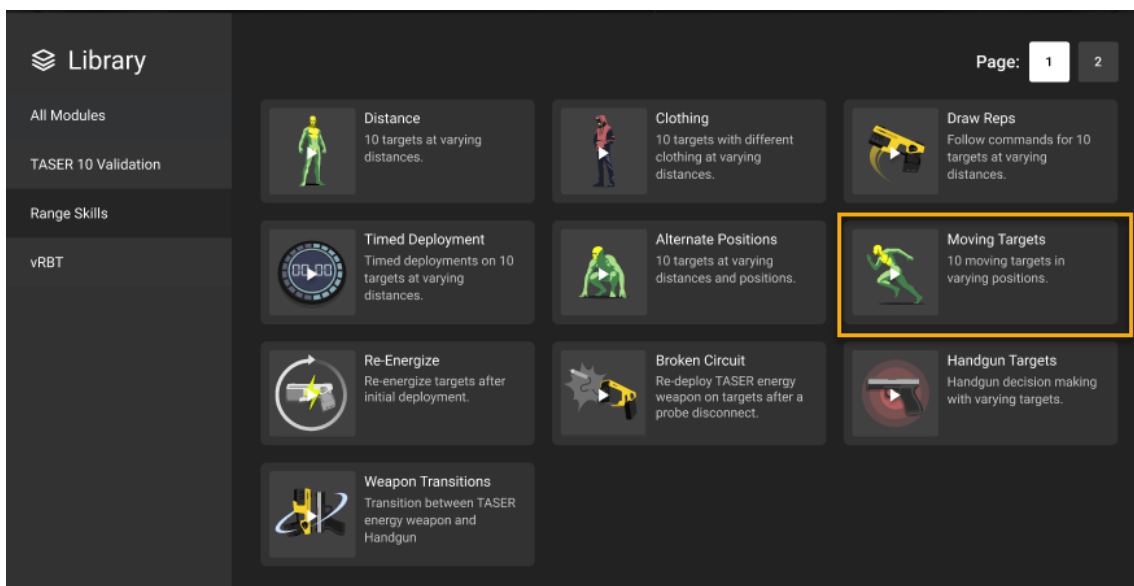 Library
Page: 1 2
All Modules
TASER 10 Validation
Range Skills
vRBT
Distance
10 targets at varying
distances.
Clothing
10 targets with different
clothing at varying
distances.
Draw Reps
Follow commands for 10
targets at varying
distances.
00:00
Timed Deployment
Timed deployments on 10
targets at varying
distances.
Alternate Positions
10 targets at varying
distances and positions.
Moving Targets
10 moving targets in
varying positions.
Re-Energize
Re-energize targets after
initial deployment.
Broken Circuit
Re-deploy TASER energy
weapon on targets after a
probe disconnect.
Handgun Targets
Handgun decision making
with varying targets.
Weapon Transitions
Transition between TASER
energy weapon and
Handgun